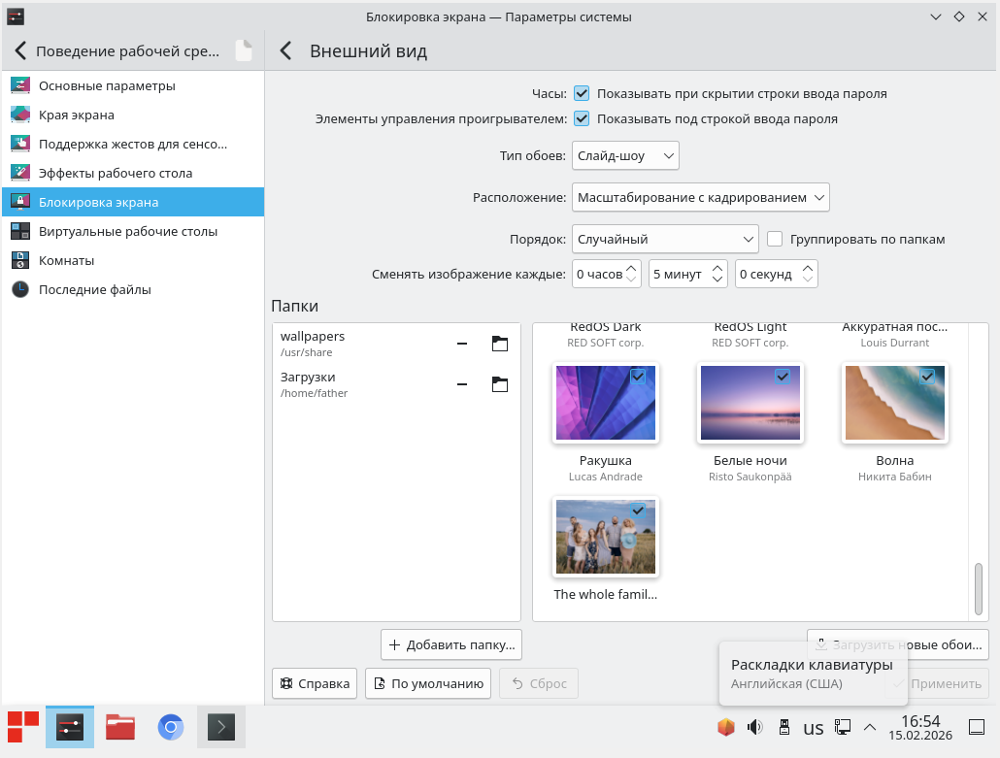 Блокировка экрана — Параметры системы
Поведение рабочей сре...
Внешний вид
Основные параметры
Края экрана
Поддержка жестов для сенсо...
Эффекты рабочего стола
Блокировка экрана
Виртуальные рабочие столы
Комнаты
Последние файлы
Часы: Показывать при скрытии строки ввода пароля
Элементы управления проигрывателем: Показывать под строкой ввода пароля
Тип обоев: Слайд-шоу
Расположение: Масштабирование с кадрированием
Порядок: Случайный Группировать по папкам
Сменять изображение каждые: 0 часов 5 минут 0 секунд
Папки
wallpapers
/usr/share
Загрузки
/home/father
RedOS Dark RedOS Light Аккуратная пос...
RED SOFT corp. RED SOFT corp. Louis Durrant
Ракушка Белые ночи Волна
Lucas Andrade Risto Saukonpää Никита Бабин
The whole famil...
Добавить папку... Загрузить новые обои...
Справка По умолчанию Сброс Применить
Раскладки клавиатуры
Английская (США)
us
16:54
15.02.2026